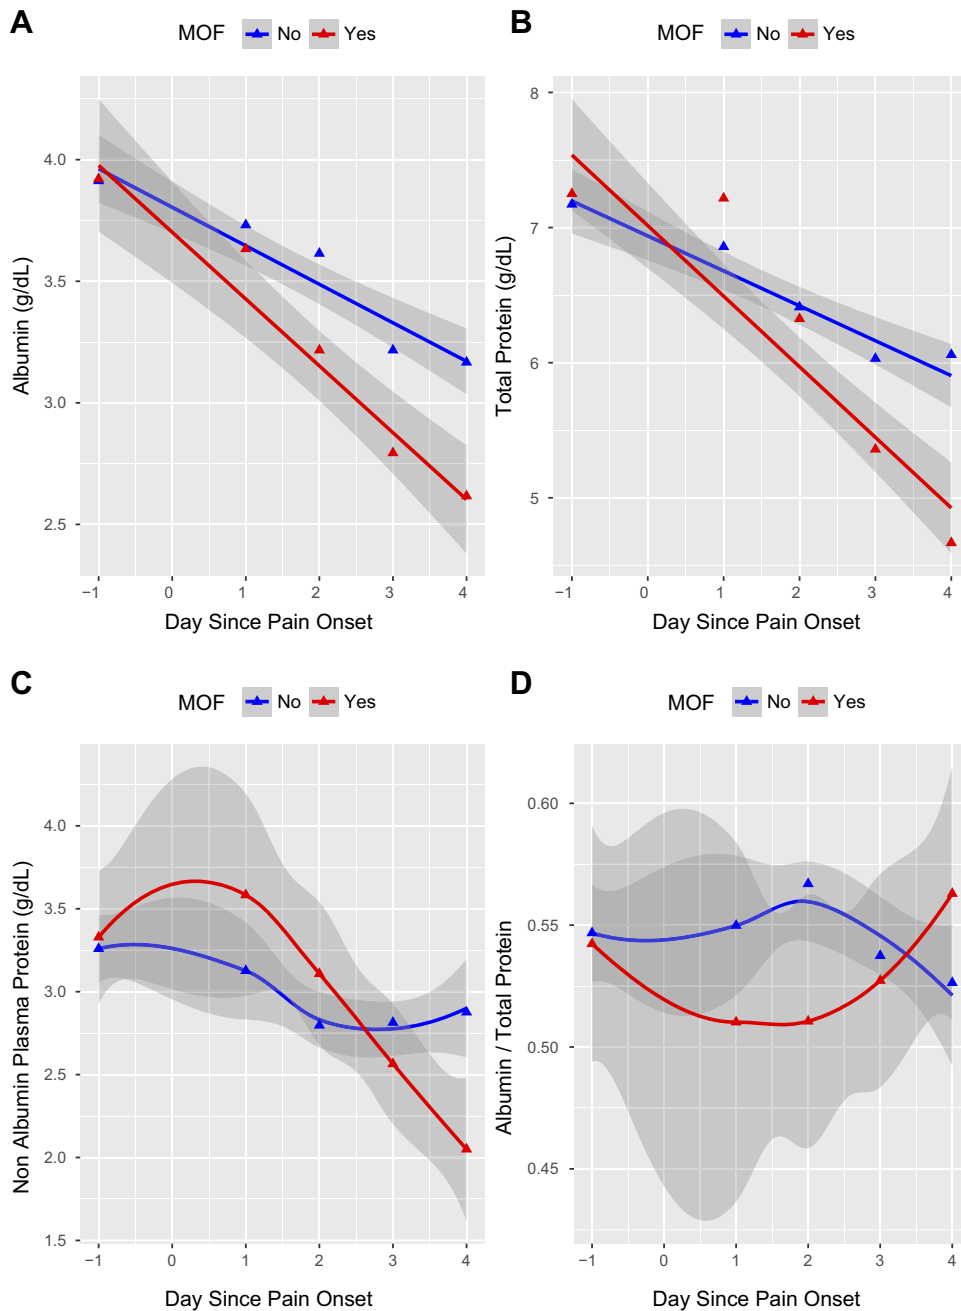 A
MOF No Yes
Albumin (g/dL)
4.0
3.5
3.0
2.5
−1 0 1 2 3 4
Day Since Pain Onset
B
MOF No Yes
Total Protein (g/dL)
8
7
6
5
−1 0 1 2 3 4
Day Since Pain Onset
C
MOF No Yes
Non Albumin Plasma Protein (g/dL)
4.0
3.5
3.0
2.5
2.0
1.5
−1 0 1 2 3 4
Day Since Pain Onset
D
MOF No Yes
Albumin / Total Protein
0.60
0.55
0.50
0.45
−1 0 1 2 3 4
Day Since Pain Onset